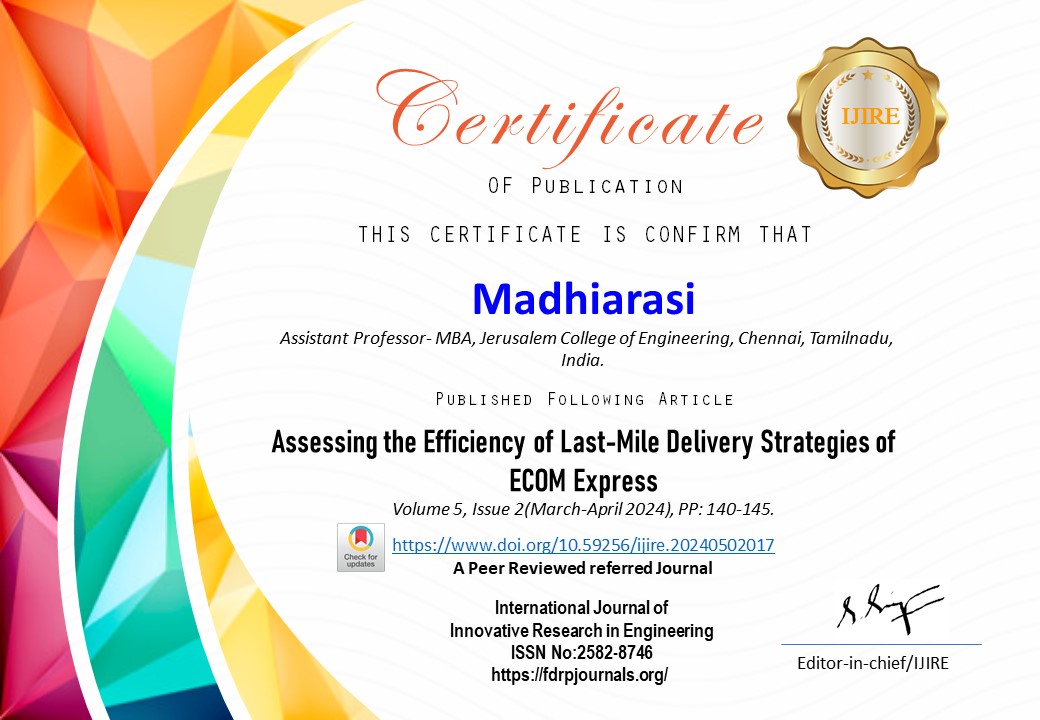 Certificate
IJIRE
OF PUBLICATION
THIS CERTIFICATE IS CONFIRM THAT
Madhiarasi
Assistant Professor- MBA, Jerusalem College of Engineering, Chennai, Tamilnadu,
India.
PUBLISHED FOLLOWING ARTICLE
Assessing the Efficiency of Last-Mile Delivery Strategies of
ECOM Express
Volume 5, Issue 2(March-April 2024), PP: 140-145.
Check for
updates
https://www.doi.org/10.59256/ijire.20240502017
A Peer Reviewed referred Journal
International Journal of
Innovative Research in Engineering
ISSN No:2582-8746
https://fdrpjournals.org/
Editor-in-chief/IJIRE